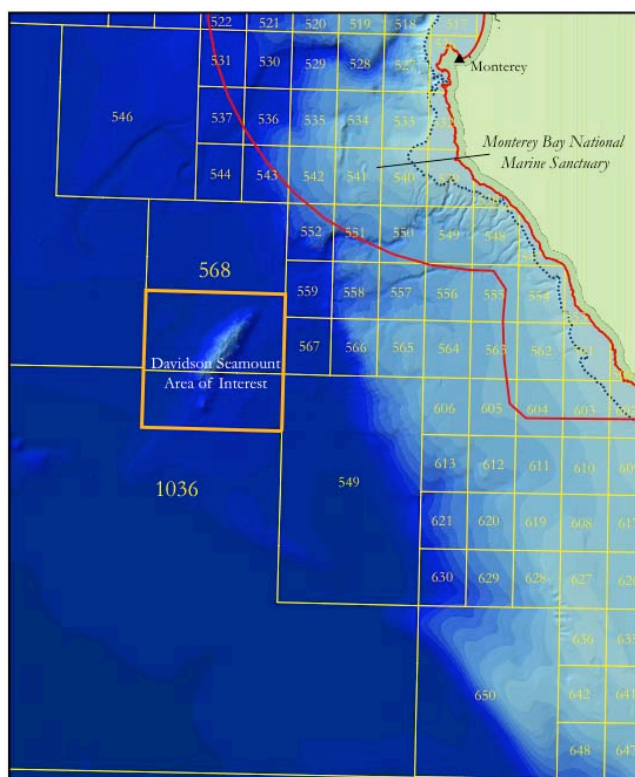 522 521 520 519 518 517
Monterey
531 530 529 528 527
546
537 536 535 534 533
Monterey Bay National
Marine Sanctuary
544 543 542 541 540
552 551 550 549 548
568
559 558 557 556 555 554
567 566 565 564 563 562
Davidson Seamount
Area of Interest
606 605 604 603
613 612 611 610
1036
549
621 620 619 608
630 629 628 627
636
650
642 641
648 647